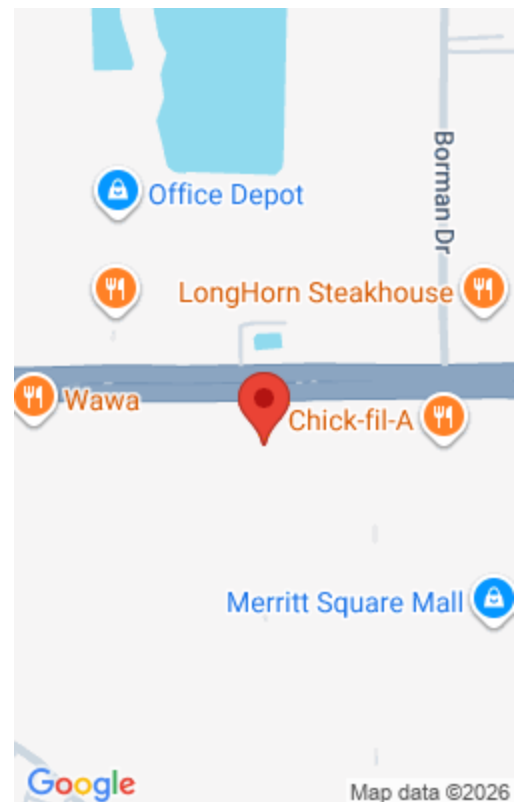 Borman Dr
Office Depot
LongHorn Steakhouse
Wawa
Chick-fil-A
Merritt Square Mall
Google
Map data ©2026